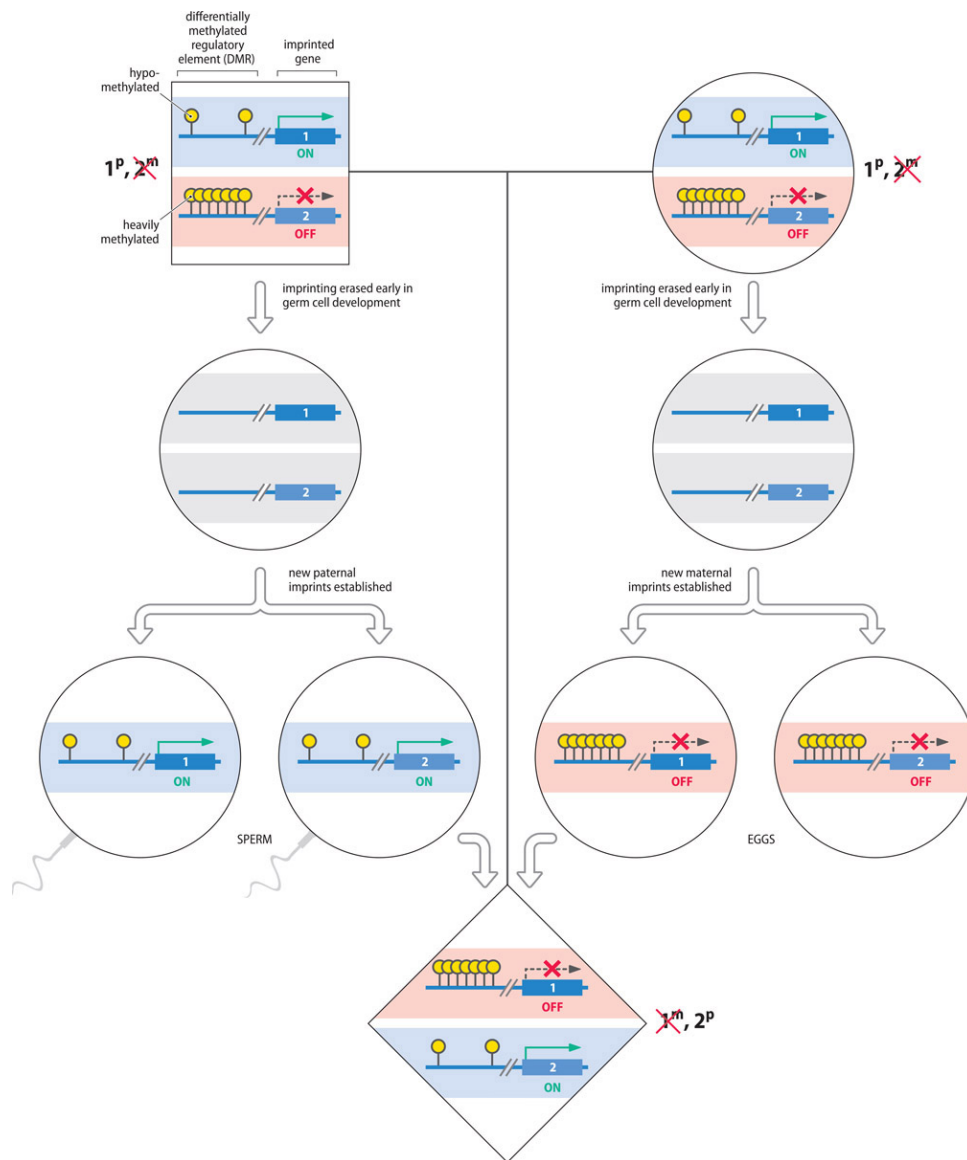 differentially
methylated
regulatory
element (DMR)
imprinted
gene
hypo-
methylated
1
ON
1
ON
1ᵖ, 2ᵐ
1ᵖ, 2ᵐ
heavily
methylated
2
OFF
2
OFF
imprinting erased early in
germ cell development
imprinting erased early in
germ cell development
1
1
2
2
new paternal
imprints established
new maternal
imprints established
1
ON
2
ON
1
OFF
2
OFF
SPERM
EGGS
1
OFF
1ᵐ, 2ᵖ
2
ON